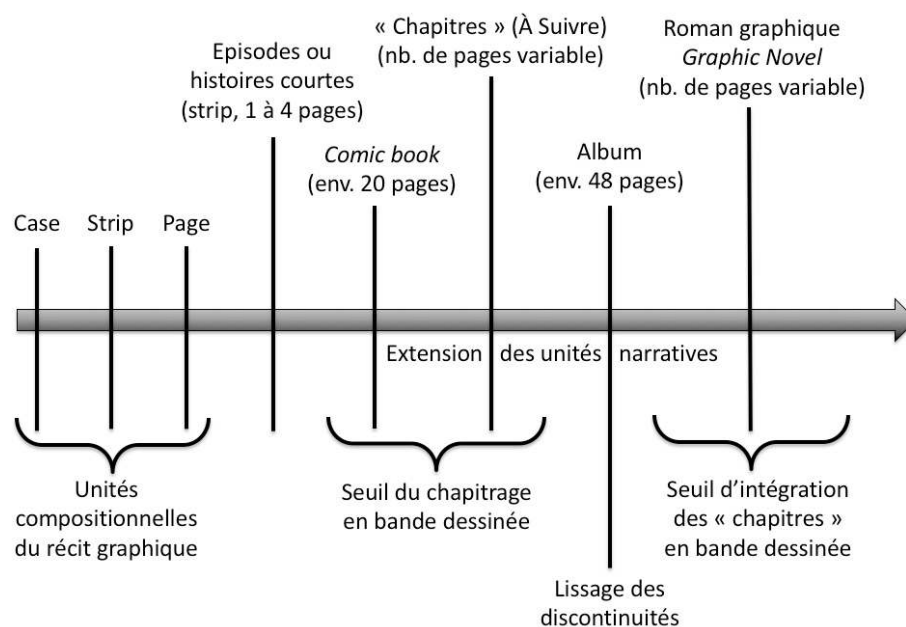 « Chapitres » (À Suivre)
(nb. de pages variable)
Roman graphique
Graphic Novel
(nb. de pages variable)
Episodes ou
histoires courtes
(strip, 1 à 4 pages)
Comic book
(env. 20 pages)
Album
(env. 48 pages)
Case
Strip
Page
Extension des unités narratives
Unités
compositionnelles
du récit graphique
Seuil du chapitrage
en bande dessinée
Seuil d’intégration
des « chapitres »
en bande dessinée
Lissage des
discontinuités